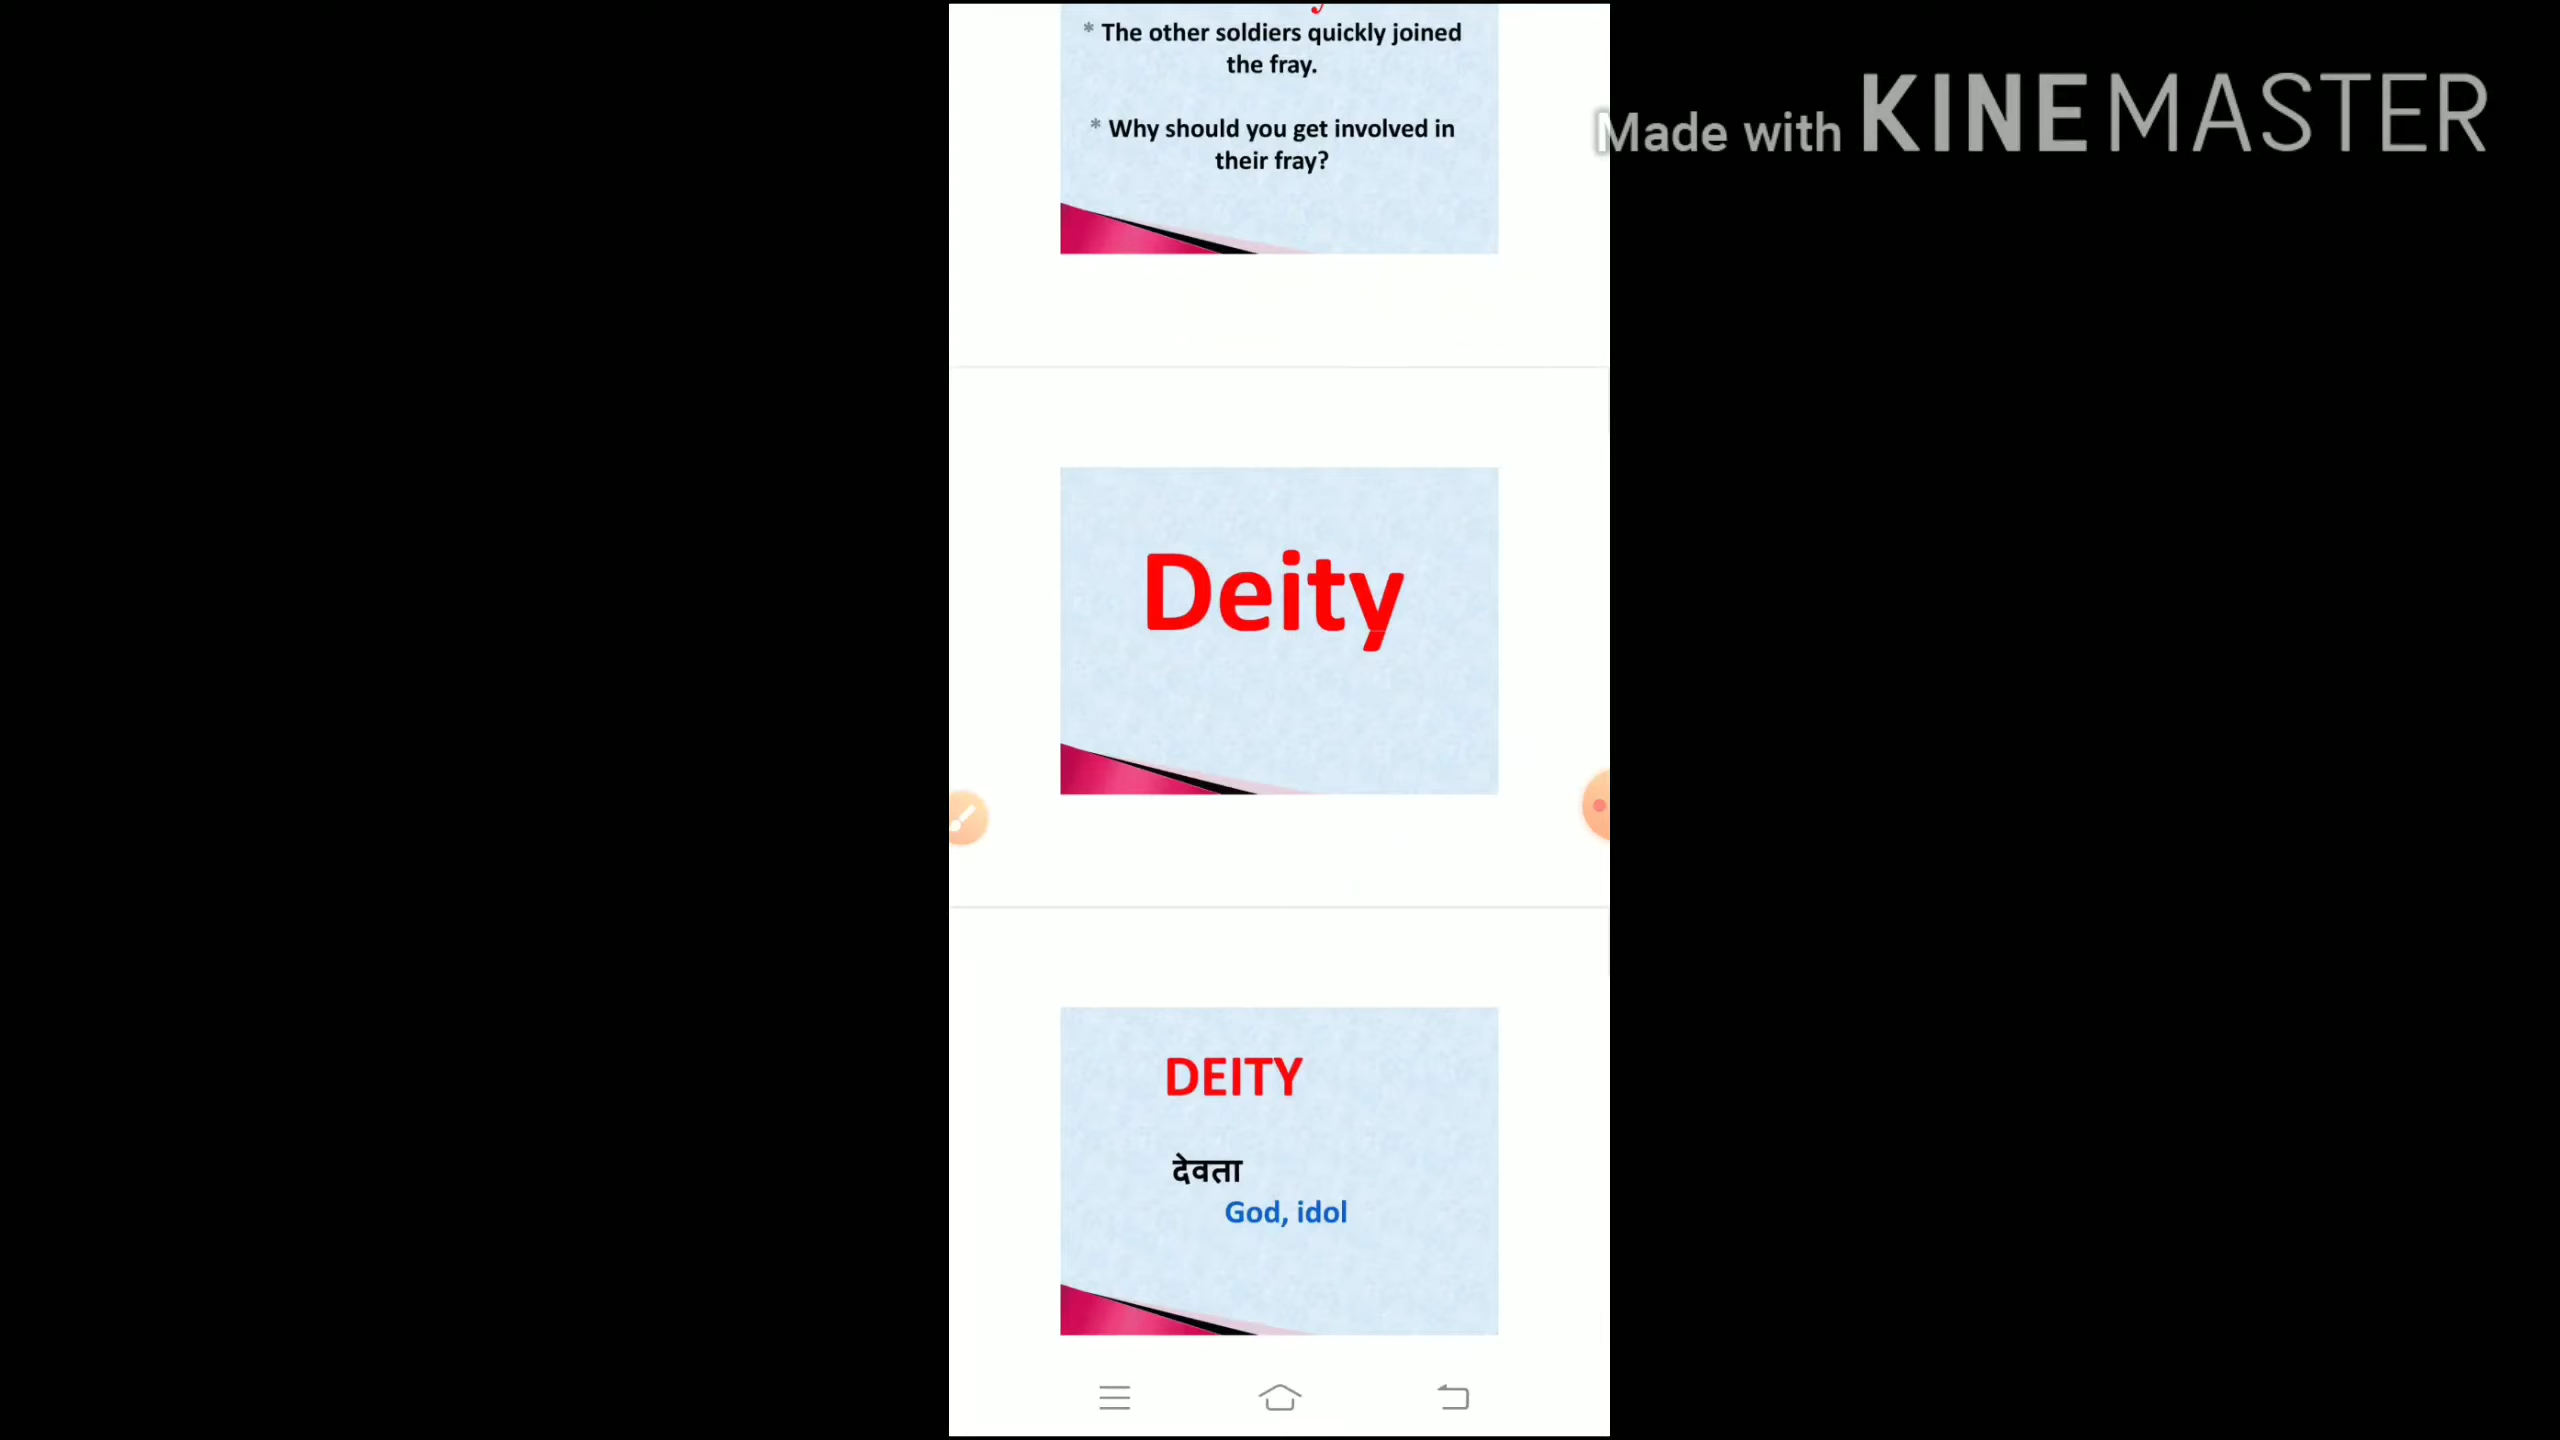 * The other soldiers quickly joined
the fray.
* Why should you get involved in
their fray?
Made with KINEMASTER
Deity
DEITY
देवता
God, idol